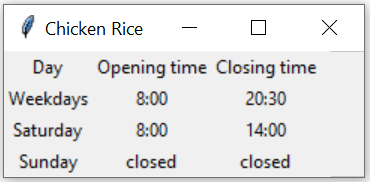 Chicken Rice
Day Opening time Closing time
Weekdays 8:00 20:30
Saturday 8:00 14:00
Sunday closed closed